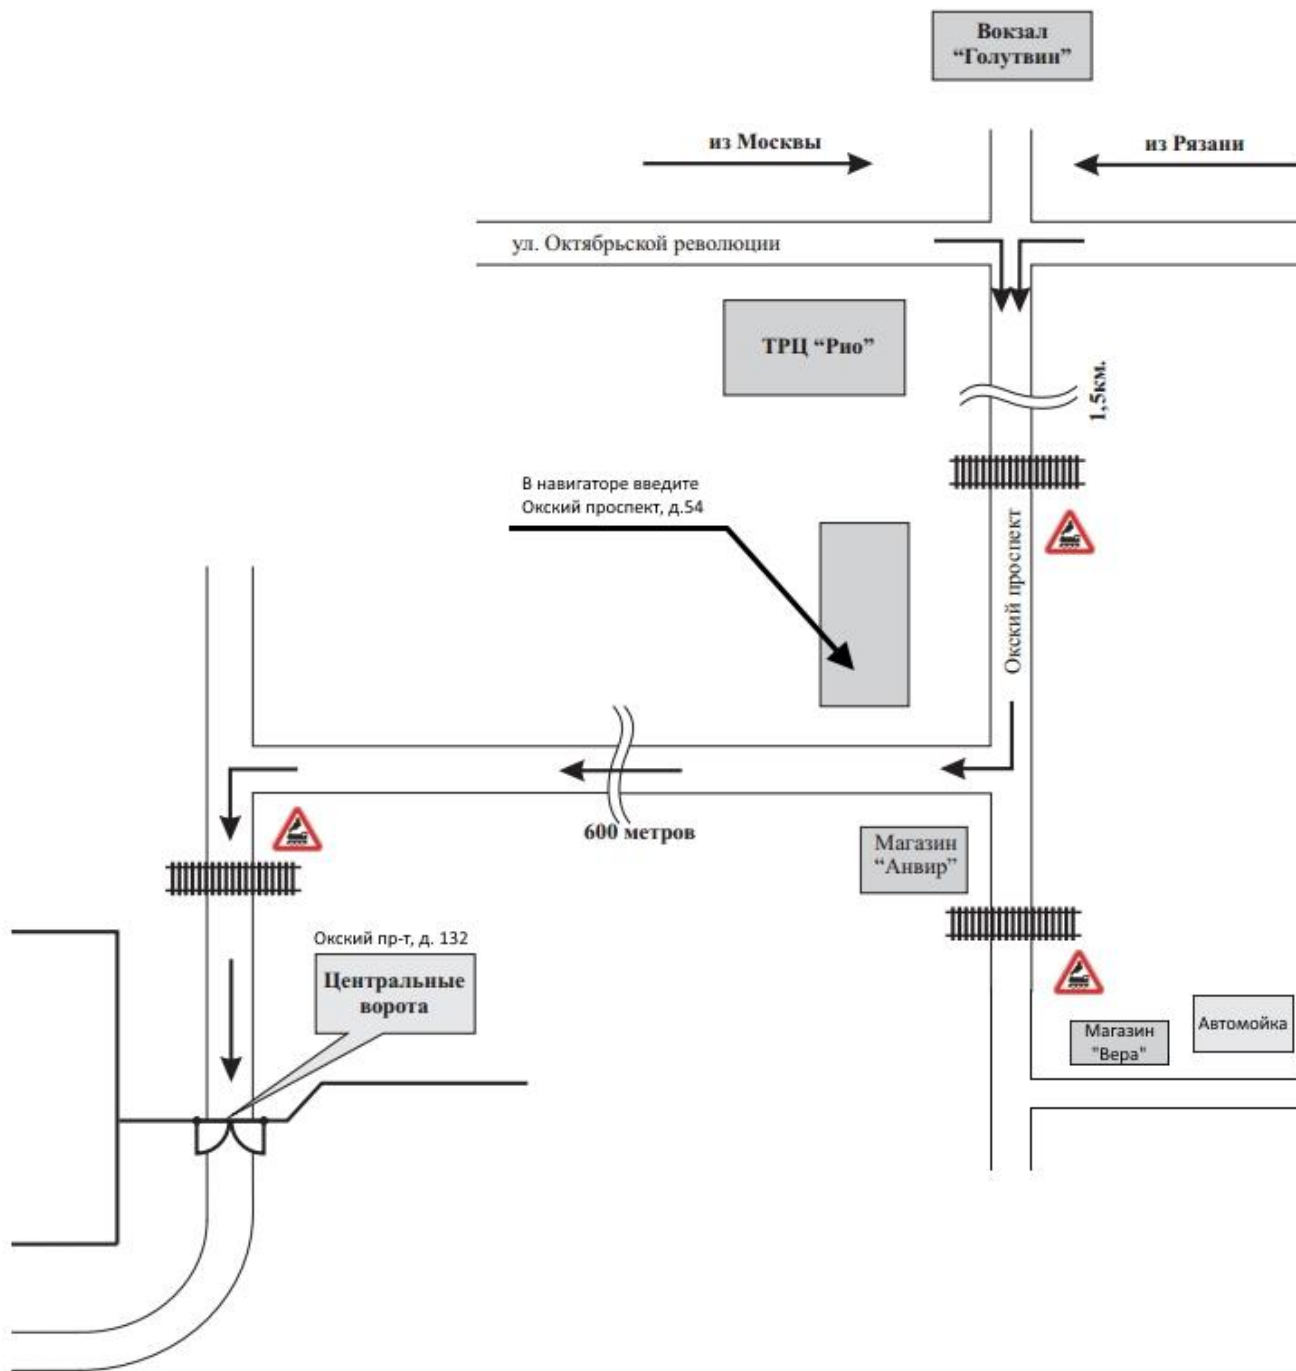 Вокзал
“Голутвин”
из Москвы
из Рязани
ул. Октябрьской революции
ТРЦ “Рио”
1,5км.
В навигаторе введите
Окский проспект, д.54
Окский проспект
600 метров
Магазин
“Анвир”
Окский пр-т, д. 132
Центральные
ворота
Автомойка
Магазин
"Вера"